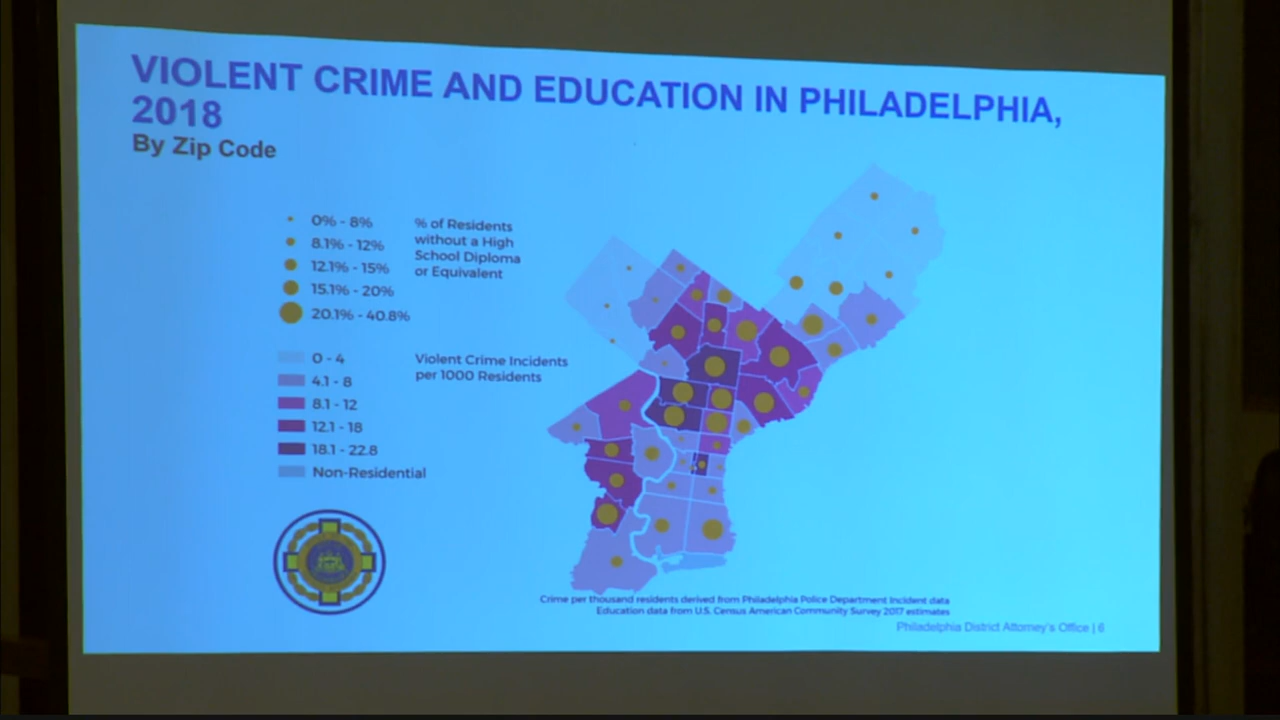 VIOLENT CRIME AND EDUCATION IN PHILADELPHIA,
2018
By Zip Code
0% - 8%
8.1% - 12%
12.1% - 15%
15.1% - 20%
20.1% - 40.8%
% of Residents
without a High
School Diploma
or Equivalent
0 - 4
4.1 - 8
8.1 - 12
12.1 - 18
18.1 - 22.8
Non-Residential
Violent Crime Incidents
per 1000 Residents
Crime per thousand residents derived from Philadelphia Police Department Incident data
Education data from U.S. Census American Community Survey 2017 estimates
Philadelphia District Attorney's Office | 6